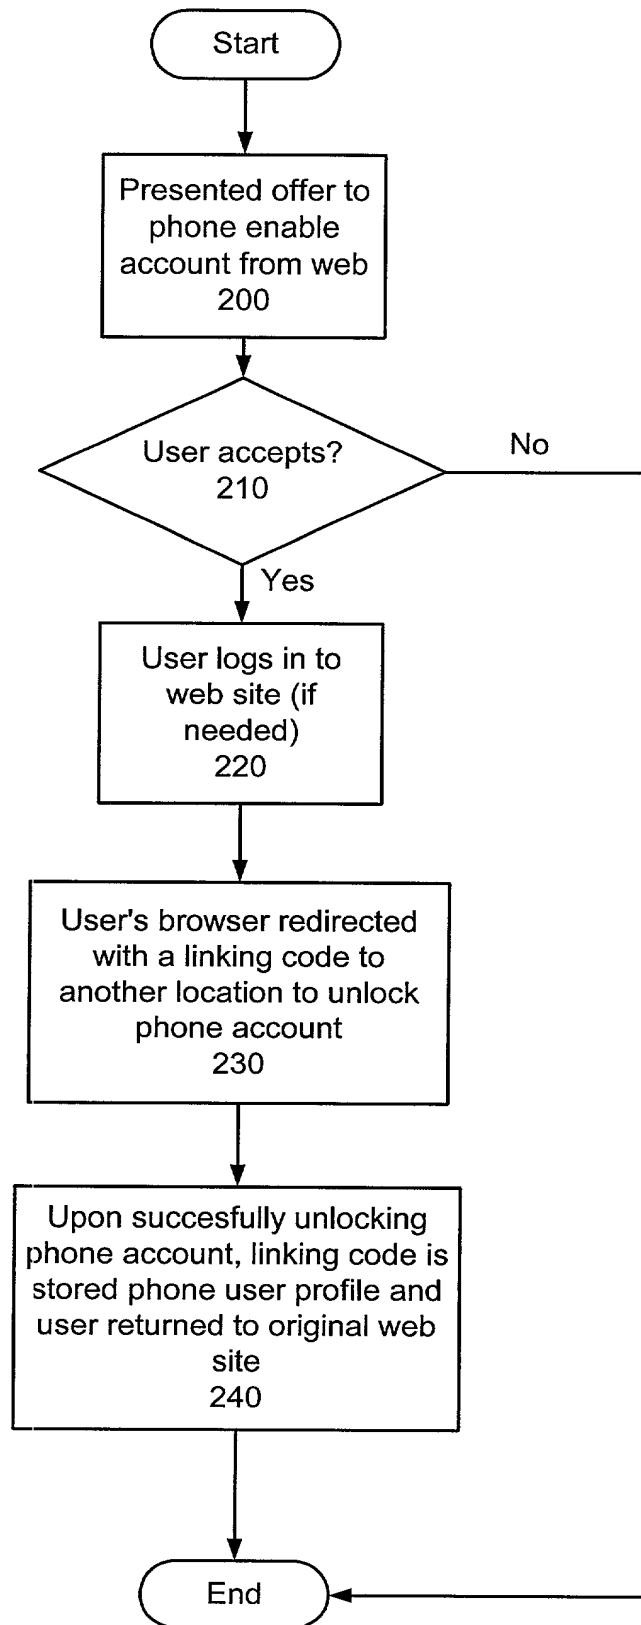 Start
Presented offer to
phone enable
account from web
200
User accepts?
210
No
Yes
User logs in to
web site (if
needed)
220
User's browser redirected
with a linking code to
another location to unlock
phone account
230
Upon succesfully unlocking
phone account, linking code is
stored phone user profile and
user returned to original web
site
240
End